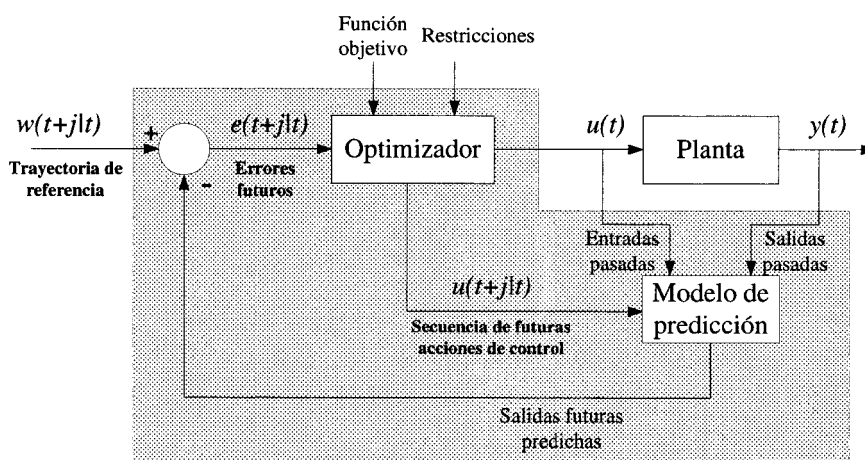 Función
objetivo
Restricciones
w(t+j|t)
+
e(t+j|t)
Optimizador
u(t)
Planta
y(t)
Trayectoria de
referencia
-
Errores
futuros
Entradas
pasadas
Salidas
pasadas
u(t+j|t)
Modelo de
predicción
Secuencia de futuras
acciones de control
Salidas futuras
predichas